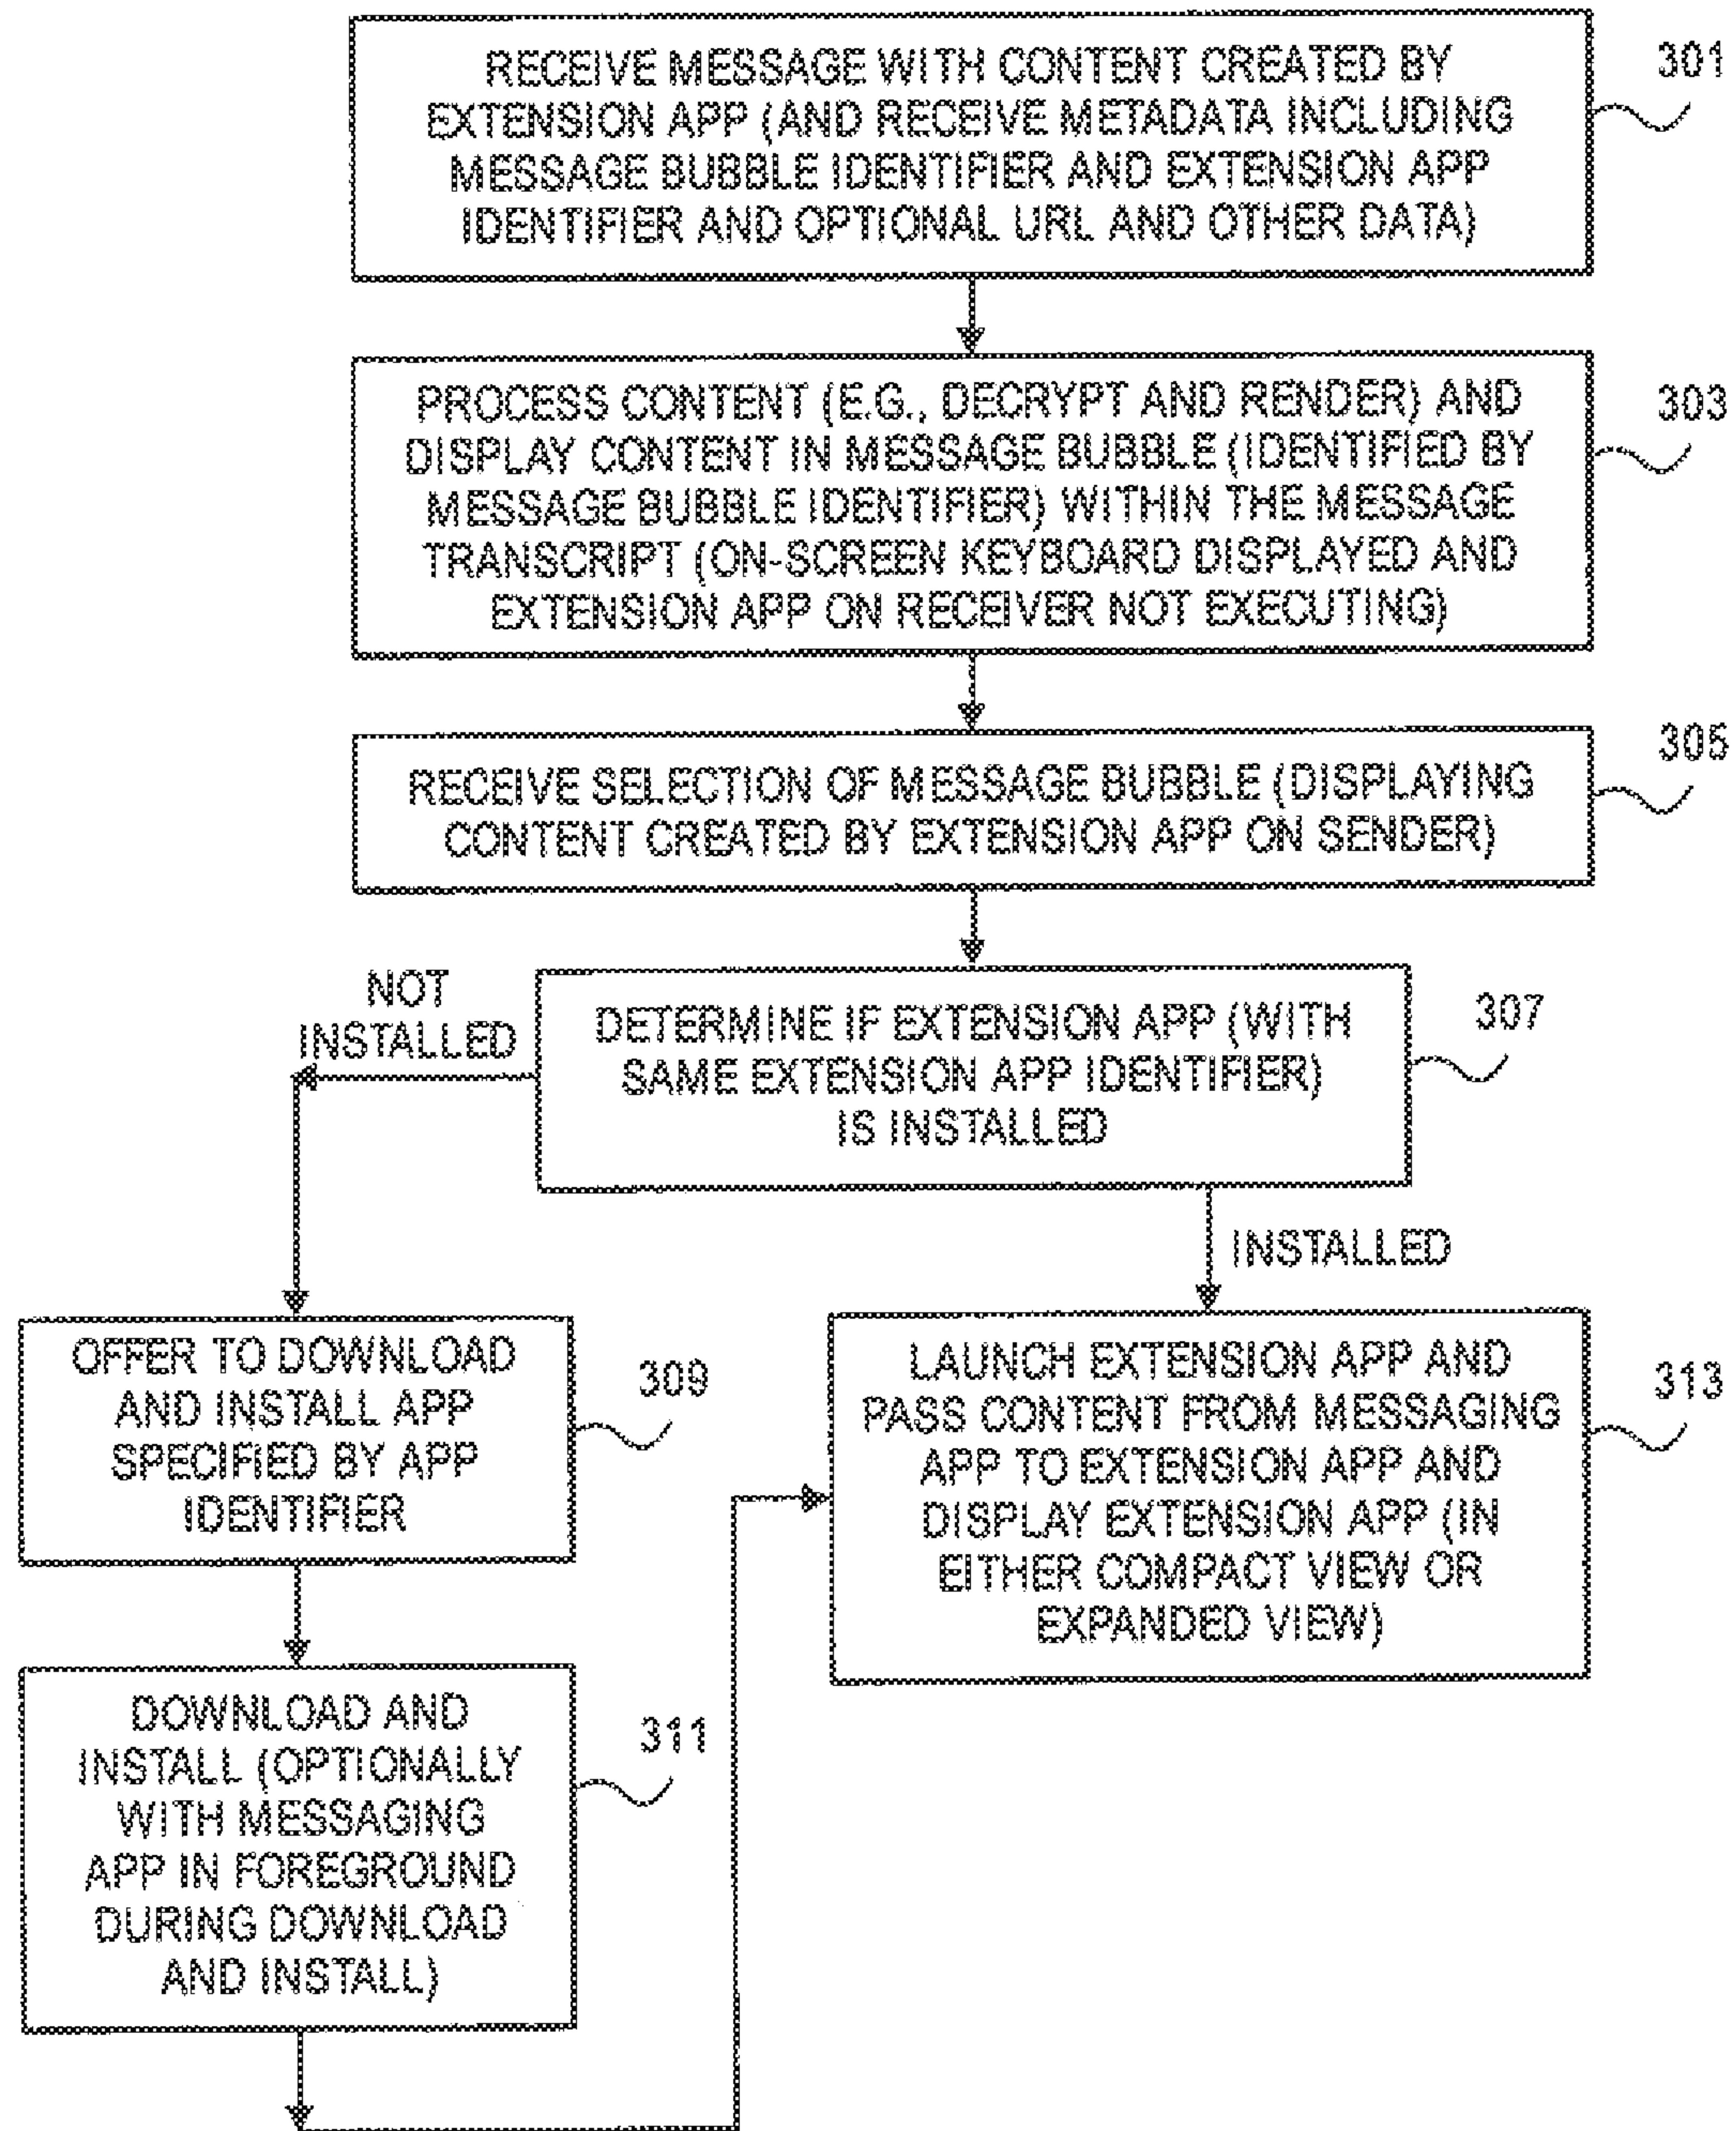 RECEIVE MESSAGE WITH CONTENT CREATED BY
EXTENSION APP (AND RECEIVE METADATA INCLUDING
MESSAGE BUBBLE IDENTIFIER AND EXTENSION APP
IDENTIFIER AND OPTIONAL URL AND OTHER DATA)
301
PROCESS CONTENT (E.G., DECRYPT AND RENDER) AND
DISPLAY CONTENT IN MESSAGE BUBBLE (IDENTIFIED BY
MESSAGE BUBBLE IDENTIFIER) WITHIN THE MESSAGE
TRANSCRIPT (ON-SCREEN KEYBOARD DISPLAYED AND
EXTENSION APP ON RECEIVER NOT EXECUTING)
303
RECEIVE SELECTION OF MESSAGE BUBBLE (DISPLAYING
CONTENT CREATED BY EXTENSION APP ON SENDER)
305
DETERMINE IF EXTENSION APP (WITH
SAME EXTENSION APP IDENTIFIER)
IS INSTALLED
307
NOT
INSTALLED
INSTALLED
OFFER TO DOWNLOAD
AND INSTALL APP
SPECIFIED BY APP
IDENTIFIER
309
LAUNCH EXTENSION APP AND
PASS CONTENT FROM MESSAGING
APP TO EXTENSION APP AND
DISPLAY EXTENSION APP (IN
EITHER COMPACT VIEW OR
EXPANDED VIEW)
313
DOWNLOAD AND
INSTALL (OPTIONALLY
WITH MESSAGING
APP IN FOREGROUND
DURING DOWNLOAD
AND INSTALL)
311